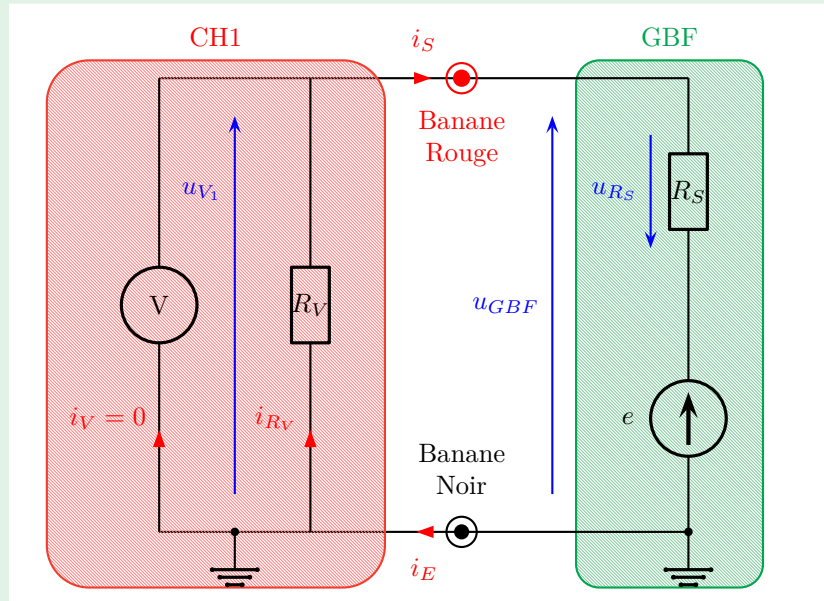 CH1
i_S
GBF
Banane
Rouge
u_{V_1}
u_{R_S}
R_S
V
R_V
u_{GBF}
i_V = 0
i_{R_V}
e
Banane
Noir
i_E